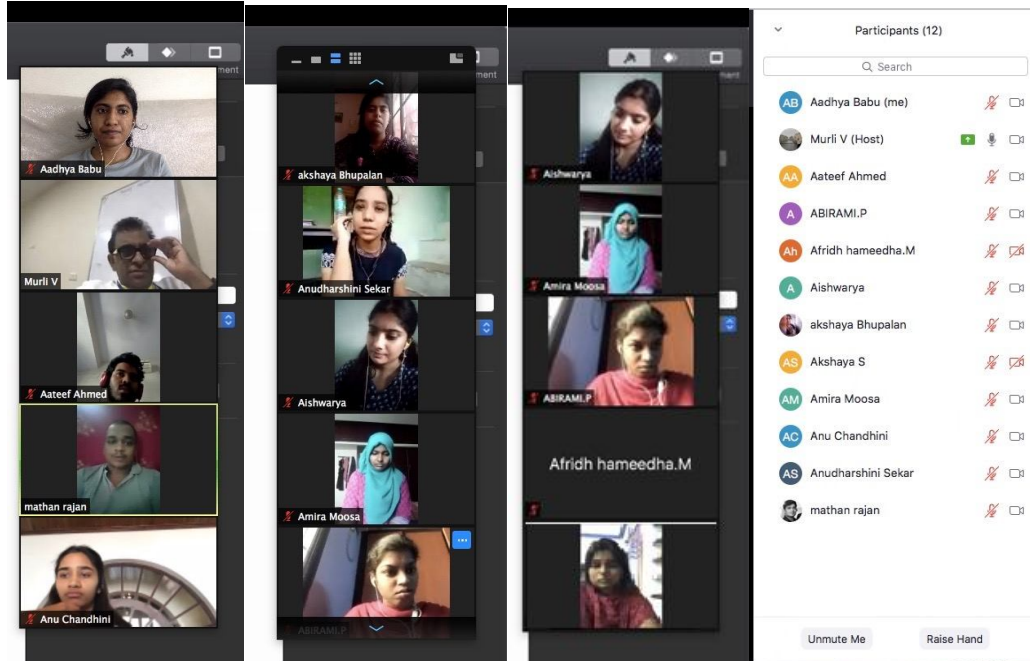 ment
Aadhya Babu
Murli V
Aateef Ahmed
mathan rajan
Anu Chandhini
ment
akshaya Bhupalan
Anudharshini Sekar
Aishwarya
Amira Moosa
ABIRAMI.P
ment
Aishwarya
Amira Moosa
ABIRAMI.P
Afridh hameedha.M
Participants (12)
Search
AB Aadhya Babu (me)
Murli V (Host)
AA Aateef Ahmed
A ABIRAMI.P
Ah Afridh hameedha.M
A Aishwarya
akshaya Bhupalan
AS Akshaya S
AM Amira Moosa
AC Anu Chandhini
AS Anudharshini Sekar
mathan rajan
Unmute Me Raise Hand